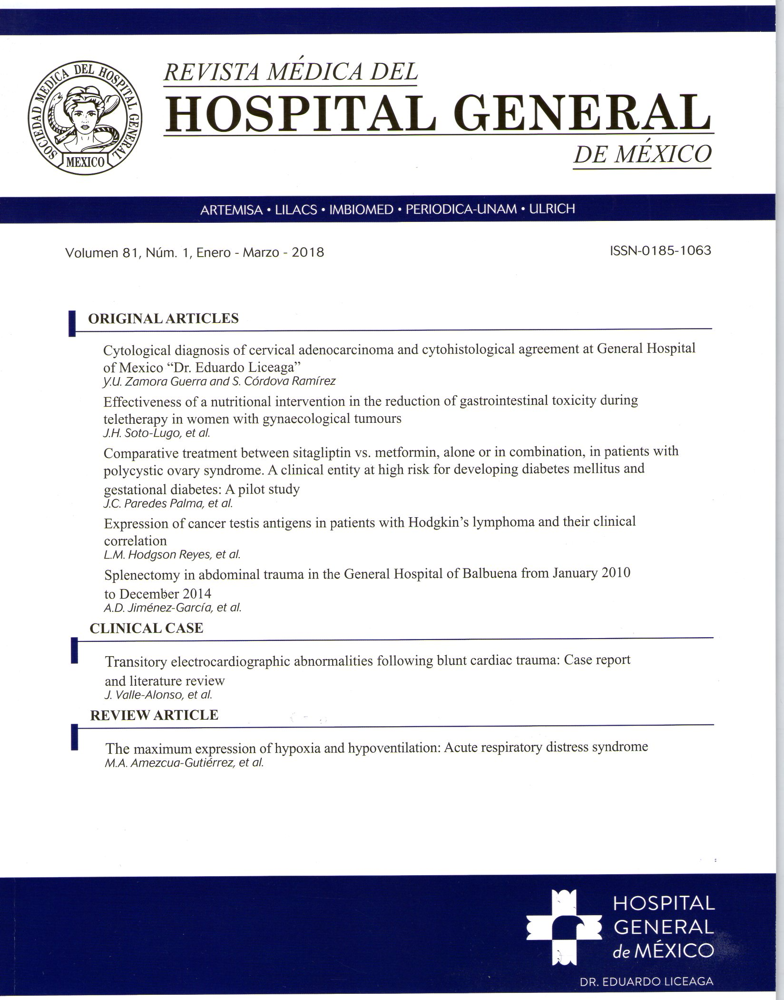 SOCIEDAD MEDICA DEL HOSPITAL GENERAL
MEXICO
REVISTA MÉDICA DEL
HOSPITAL GENERAL
DE MÉXICO
ARTEMISA • LILACS • IMBIOMED • PERIODICA-UNAM • ULRICH
Volumen 81, Núm. 1, Enero - Marzo - 2018
ISSN-0185-1063
ORIGINAL ARTICLES
Cytological diagnosis of cervical adenocarcinoma and cytohistological agreement at General Hospital
of Mexico “Dr. Eduardo Liceaga”
Y.U. Zamora Guerra and S. Córdova Ramírez
Effectiveness of a nutritional intervention in the reduction of gastrointestinal toxicity during
teletherapy in women with gynaecological tumours
J.H. Soto-Lugo, et al.
Comparative treatment between sitagliptin vs. metformin, alone or in combination, in patients with
polycystic ovary syndrome. A clinical entity at high risk for developing diabetes mellitus and
gestational diabetes: A pilot study
J.C. Paredes Palma, et al.
Expression of cancer testis antigens in patients with Hodgkin’s lymphoma and their clinical
correlation
L.M. Hodgson Reyes, et al.
Splenectomy in abdominal trauma in the General Hospital of Balbuena from January 2010
to December 2014
A.D. Jiménez-García, et al.
CLINICAL CASE
Transitory electrocardiographic abnormalities following blunt cardiac trauma: Case report
and literature review
J. Valle-Alonso, et al.
REVIEW ARTICLE
The maximum expression of hypoxia and hypoventilation: Acute respiratory distress syndrome
M.A. Amezcua-Gutiérrez, et al.
HOSPITAL
GENERAL
de MÉXICO
DR. EDUARDO LICEAGA